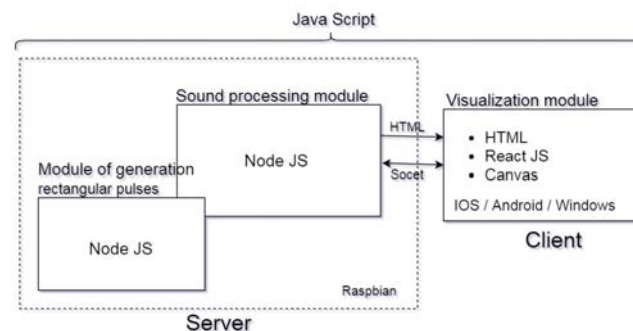 Java Script
Sound processing module
Node JS
Module of generation
rectangular pulses
Node JS
Raspbian
Server
HTML
Socet
Visualization module
• HTML
• React JS
• Canvas
IOS / Android / Windows
Client